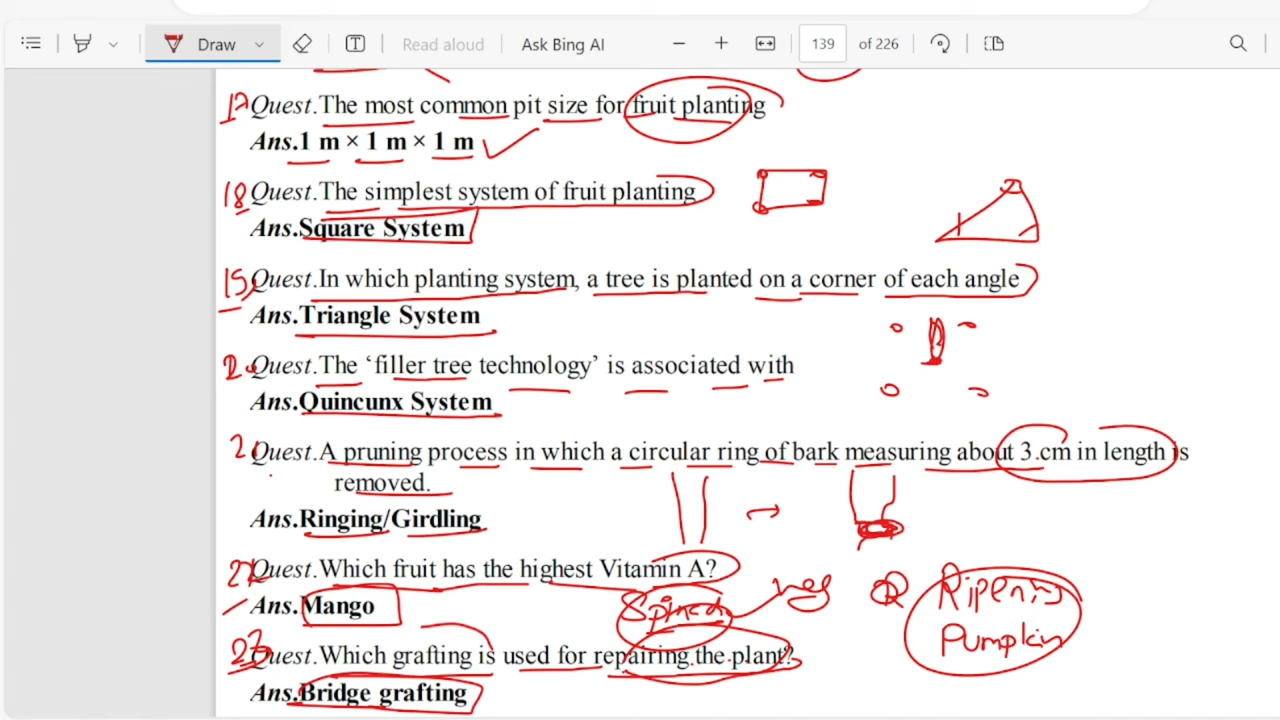 Draw
Read aloud
Ask Bing AI
139 of 226
17 Quest.The most common pit size for fruit planting
Ans.1 m × 1 m × 1 m
18 Quest.The simplest system of fruit planting
Ans.Square System
19 Quest.In which planting system, a tree is planted on a corner of each angle
Ans.Triangle System
20 Quest.The ‘filler tree technology’ is associated with
Ans.Quincunx System
21 Quest.A pruning process in which a circular ring of bark measuring about 3.cm in length is
removed.
Ans.Ringing/Girdling
22 Quest.Which fruit has the highest Vitamin A?
Ans.Mango
veg
Ripening
Pumpkin
23 Quest.Which grafting is used for repairing the plant?
Ans.Bridge grafting